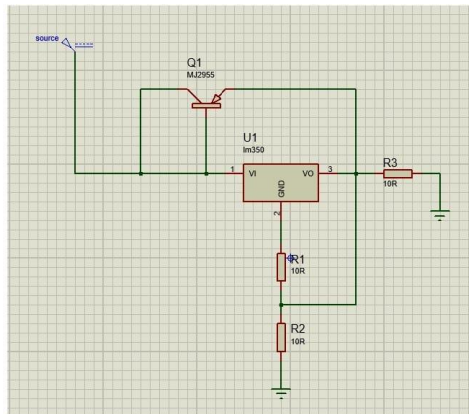 source
Q1
MJ2955
U1
lm350
1
VI
VO
3
GND
2
R3
10R
R1
10R
R2
10R